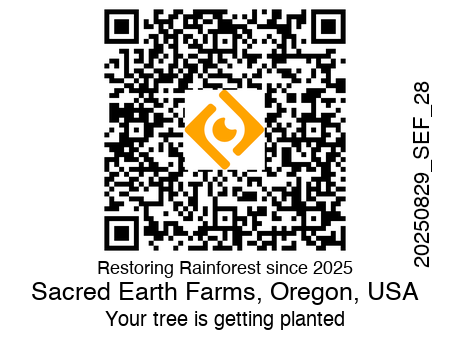 20250829_SEF_28
Restoring Rainforest since 2025
Sacred Earth Farms, Oregon, USA
Your tree is getting planted